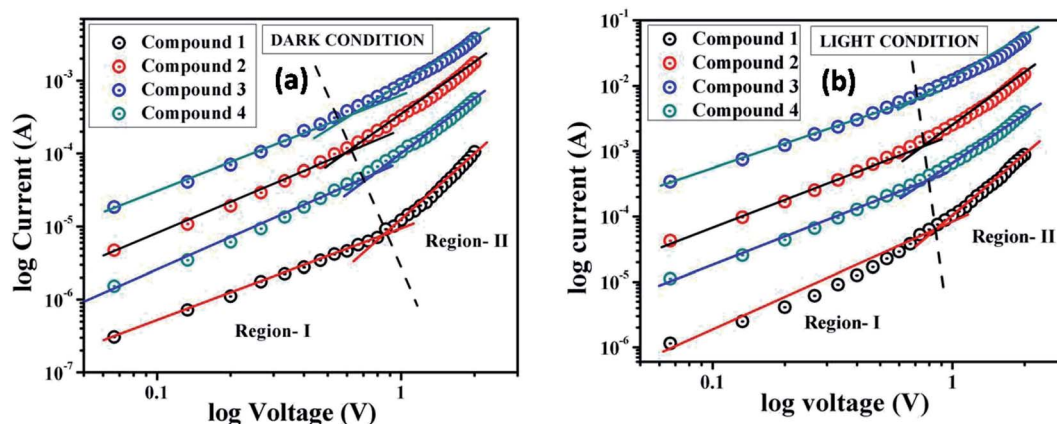 log Current (A)
10⁻³
10⁻⁴
10⁻⁵
10⁻⁶
10⁻⁷
Compound 1
Compound 2
Compound 3
Compound 4
DARK CONDITION
(a)
Region- I
Region- II
0.1
1
log Voltage (V)
log current (A)
10⁻¹
10⁻²
10⁻³
10⁻⁴
10⁻⁵
10⁻⁶
Compound 1
Compound 2
Compound 3
Compound 4
LIGHT CONDITION
(b)
Region- I
Region- II
0.1
1
log voltage (V)